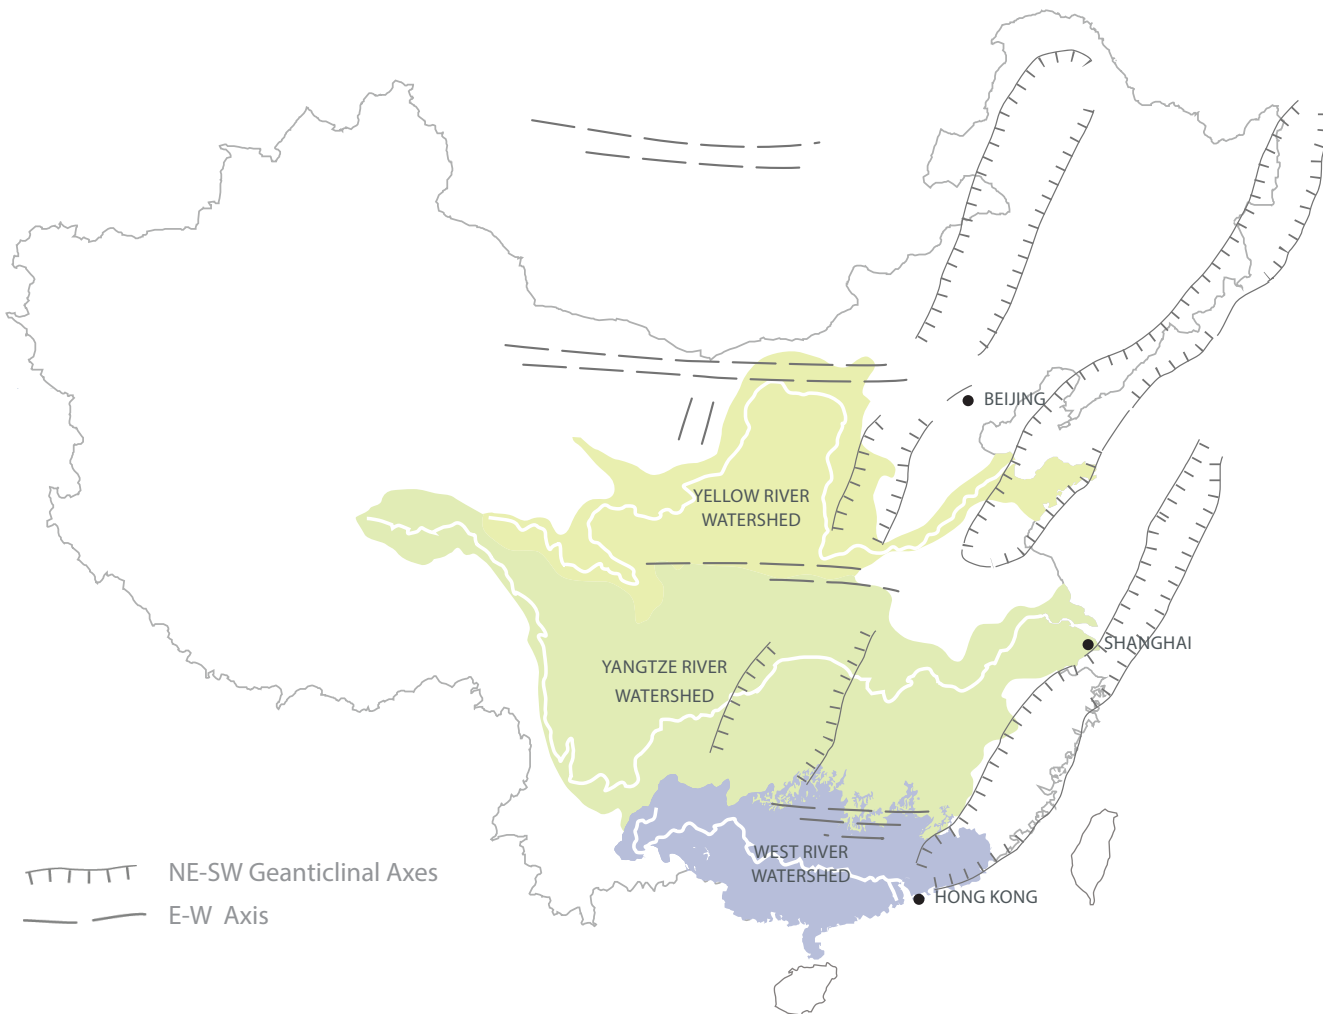 BEIJING
YELLOW RIVER
WATERSHED
SHANGHAI
YANGTZE RIVER
WATERSHED
WEST RIVER
WATERSHED
HONG KONG
NE-SW Geanticlinal Axes
E-W Axis